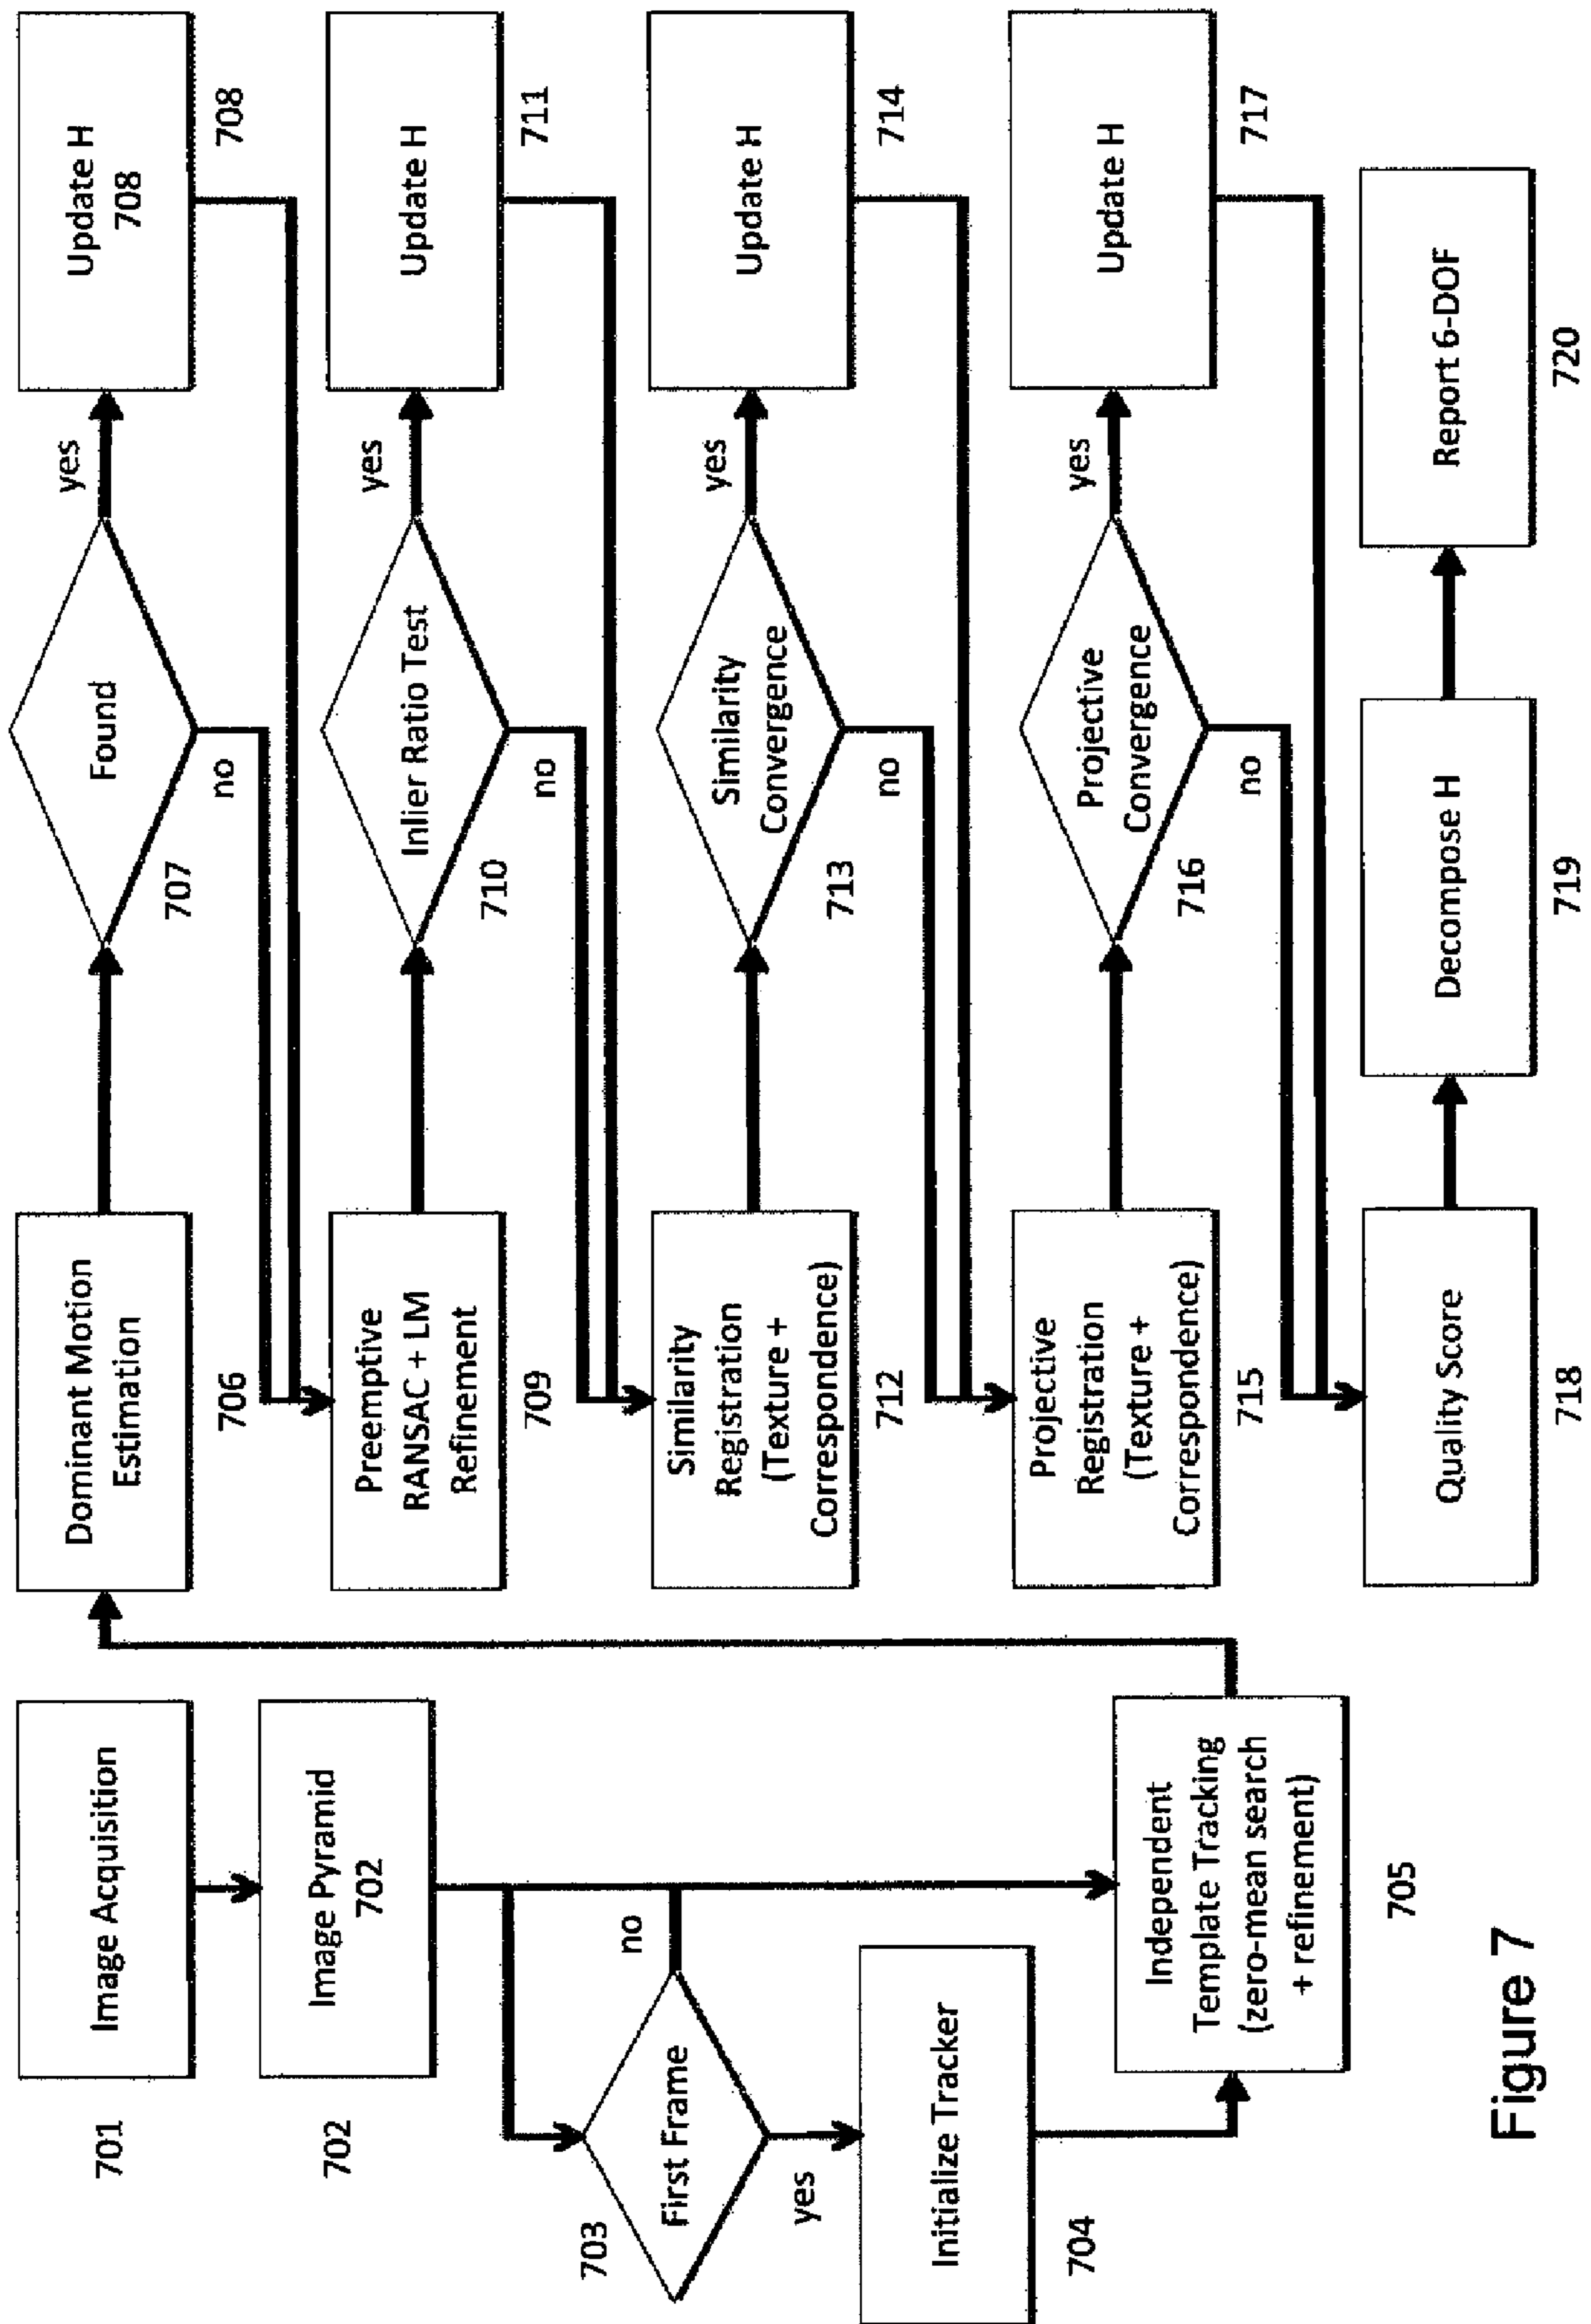 Image Acquisition
701
Image Pyramid
702
702
First Frame
703
no
yes
Initialize Tracker
704
Independent
Template Tracking
(zero-mean search
+ refinement)
705
Dominant Motion
Estimation
706
Found
707
yes
no
Update H
708
708
Preemptive
RANSAC + LM
Refinement
709
Inlier Ratio Test
710
yes
no
Update H
711
Similarity
Registration
(Texture +
Correspondence)
712
Similarity
Convergence
713
yes
no
Update H
714
Projective
Registration
(Texture +
Correspondence)
715
Projective
Convergence
716
yes
no
Update H
717
Quality Score
718
Decompose H
719
Report 6-DOF
720
Figure 7